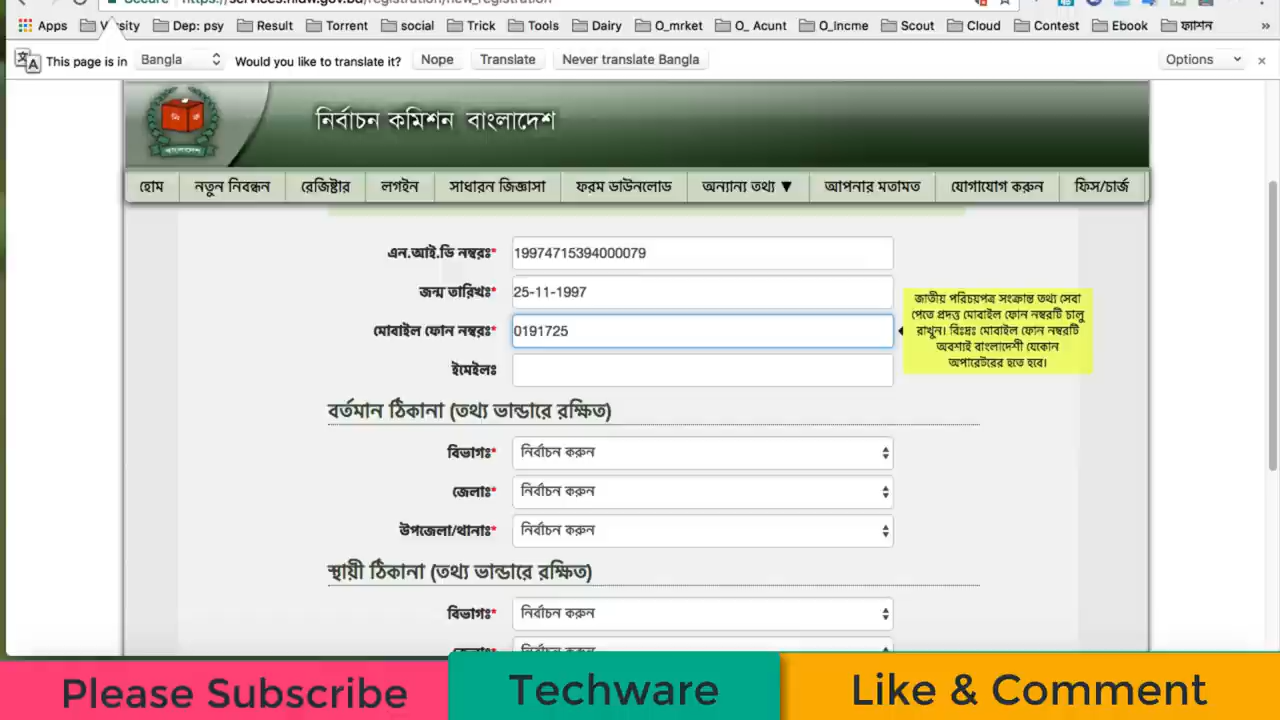 Apps Dep: psy Result Torrent social Trick Tools Dairy O_mrket O_ Acunt O_incme Scout Cloud Contest Ebook ফ্যাশন »
This page is in Bangla Would you like to translate it? Nope Translate Never translate Bangla Options ×
নির্বাচন কমিশন বাংলাদেশ
হোম নতুন নিবন্ধন রেজিষ্টার লগইন সাধারন জিজ্ঞাসা ফরম ডাউনলোড অন্যান্য তথ্য ▼ আপনার মতামত যোগাযোগ করুন ফিস/চার্জ
এন.আই.ডি নম্বরঃ* 19974715394000079
জন্ম তারিখঃ* 25-11-1997
মোবাইল ফোন নম্বরঃ* 0191725
জাতীয় পরিচয়পত্র সংক্রান্ত তথ্য সেবা
পেতে প্রদত্ত মোবাইল ফোন নম্বরটি চালু
রাখুন। বিঃদ্রঃ মোবাইল ফোন নম্বরটি
অবশ্যই বাংলাদেশী যেকোন
অপারেটরের হতে হবে।
ইমেইলঃ
বর্তমান ঠিকানা (তথ্য ভান্ডারে রক্ষিত)
বিভাগঃ* নির্বাচন করুন
জেলাঃ* নির্বাচন করুন
উপজেলা/থানাঃ* নির্বাচন করুন
স্থায়ী ঠিকানা (তথ্য ভান্ডারে রক্ষিত)
বিভাগঃ* নির্বাচন করুন
Please Subscribe Techware Like & Comment